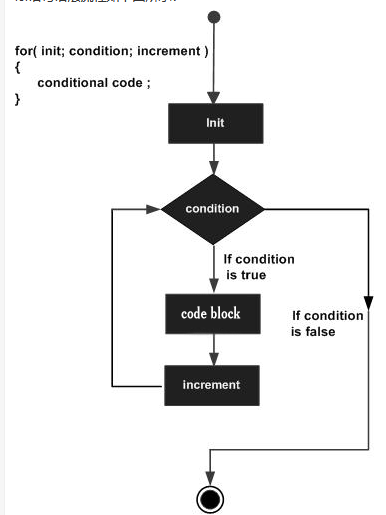 for( init; condition; increment )
{
conditional code ;
}
Init
condition
If condition
is true
code block
If condition
is false
increment